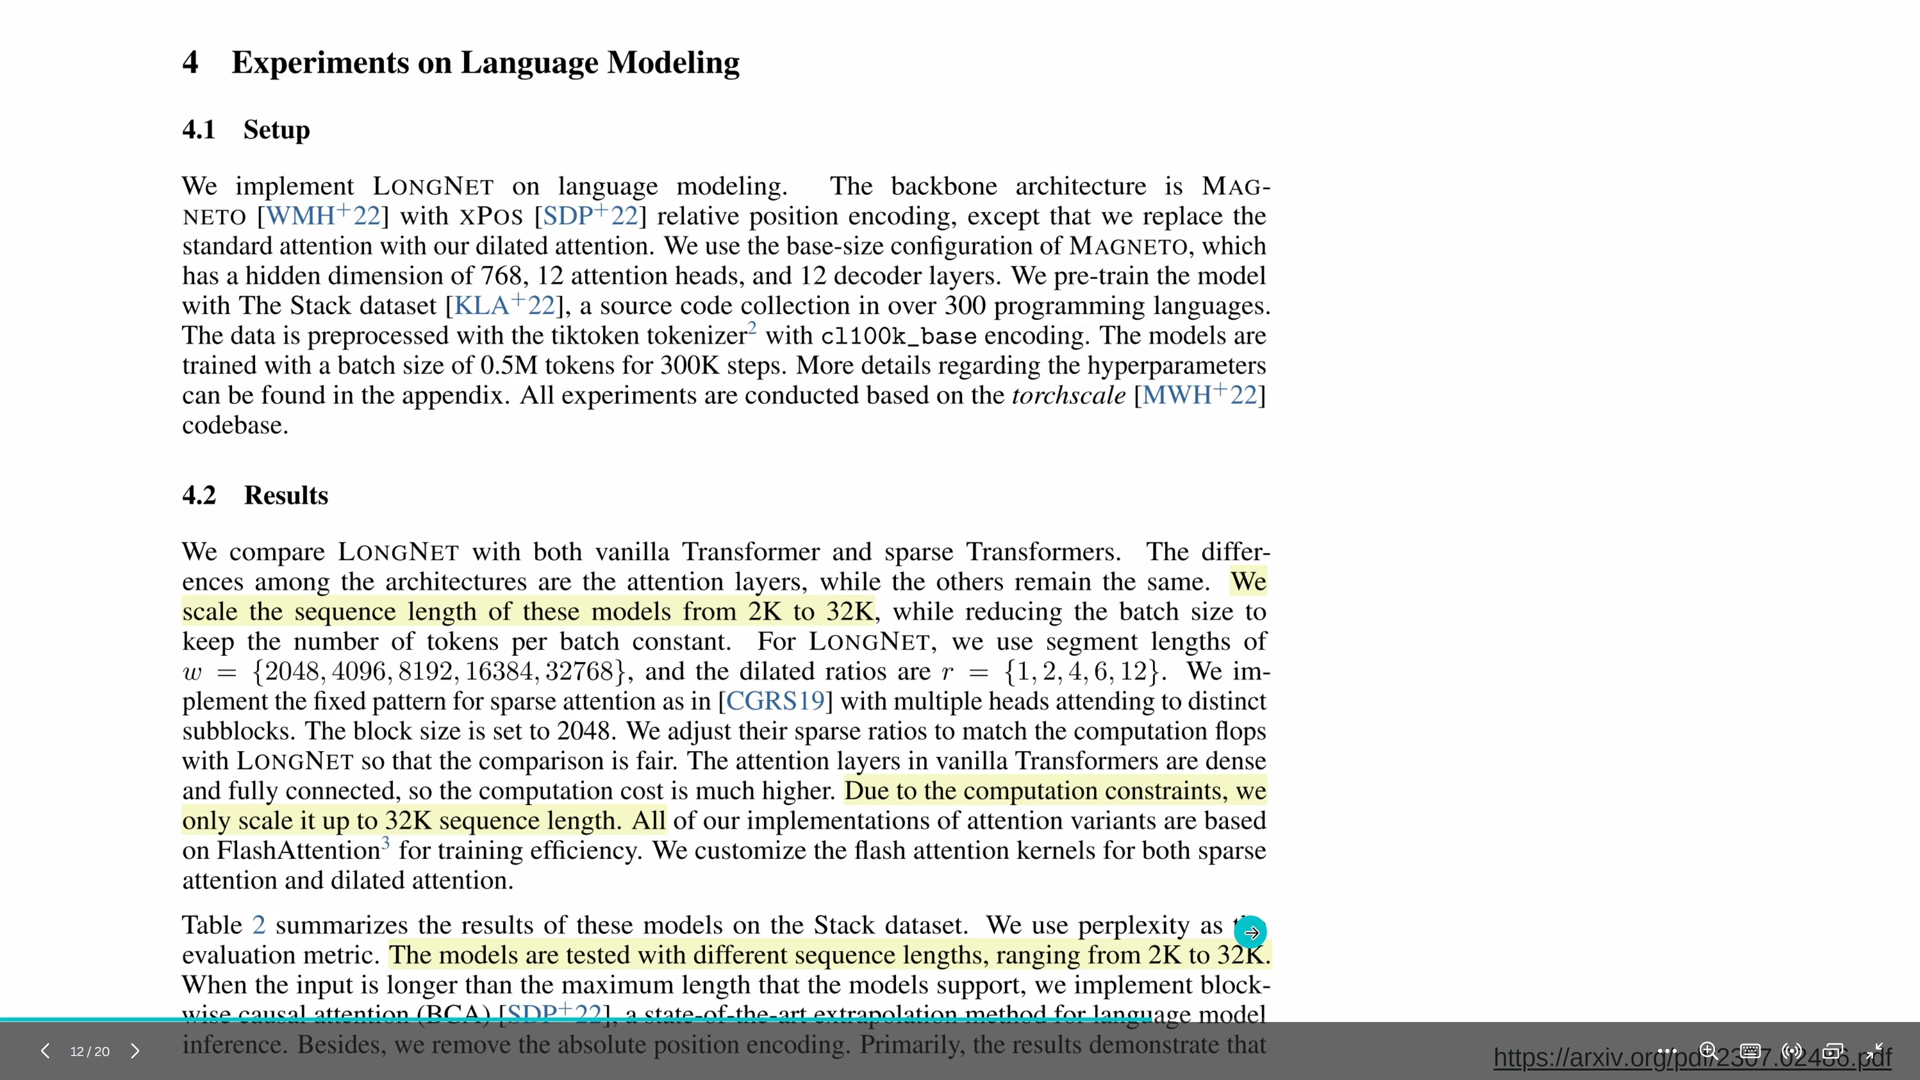 4 Experiments on Language Modeling
4.1 Setup
We implement LONGNET on language modeling. The backbone architecture is MAG-
NETO [WMH+22] with XPOS [SDP+22] relative position encoding, except that we replace the
standard attention with our dilated attention. We use the base-size configuration of MAGNETO, which
has a hidden dimension of 768, 12 attention heads, and 12 decoder layers. We pre-train the model
with The Stack dataset [KLA+22], a source code collection in over 300 programming languages.
The data is preprocessed with the tiktoken tokenizer2 with cl100k_base encoding. The models are
trained with a batch size of 0.5M tokens for 300K steps. More details regarding the hyperparameters
can be found in the appendix. All experiments are conducted based on the torchscale [MWH+22]
codebase.
4.2 Results
We compare LONGNET with both vanilla Transformer and sparse Transformers. The differ-
ences among the architectures are the attention layers, while the others remain the same. We
scale the sequence length of these models from 2K to 32K, while reducing the batch size to
keep the number of tokens per batch constant. For LONGNET, we use segment lengths of
w = {2048, 4096, 8192, 16384, 32768}, and the dilated ratios are r = {1, 2, 4, 6, 12}. We im-
plement the fixed pattern for sparse attention as in [CGRS19] with multiple heads attending to distinct
subblocks. The block size is set to 2048. We adjust their sparse ratios to match the computation flops
with LONGNET so that the comparison is fair. The attention layers in vanilla Transformers are dense
and fully connected, so the computation cost is much higher. Due to the computation constraints, we
only scale it up to 32K sequence length. All of our implementations of attention variants are based
on FlashAttention3 for training efficiency. We customize the flash attention kernels for both sparse
attention and dilated attention.
Table 2 summarizes the results of these models on the Stack dataset. We use perplexity as
evaluation metric. The models are tested with different sequence lengths, ranging from 2K to 32K.
When the input is longer than the maximum length that the models support, we implement block-
wise causal attention (BCA) [SDP+22], a state-of-the-art extrapolation method for language model
inference. Besides, we remove the absolute position encoding. Primarily, the results demonstrate that
12 / 20
https://arxiv.org/pdf/2307.02486.pdf